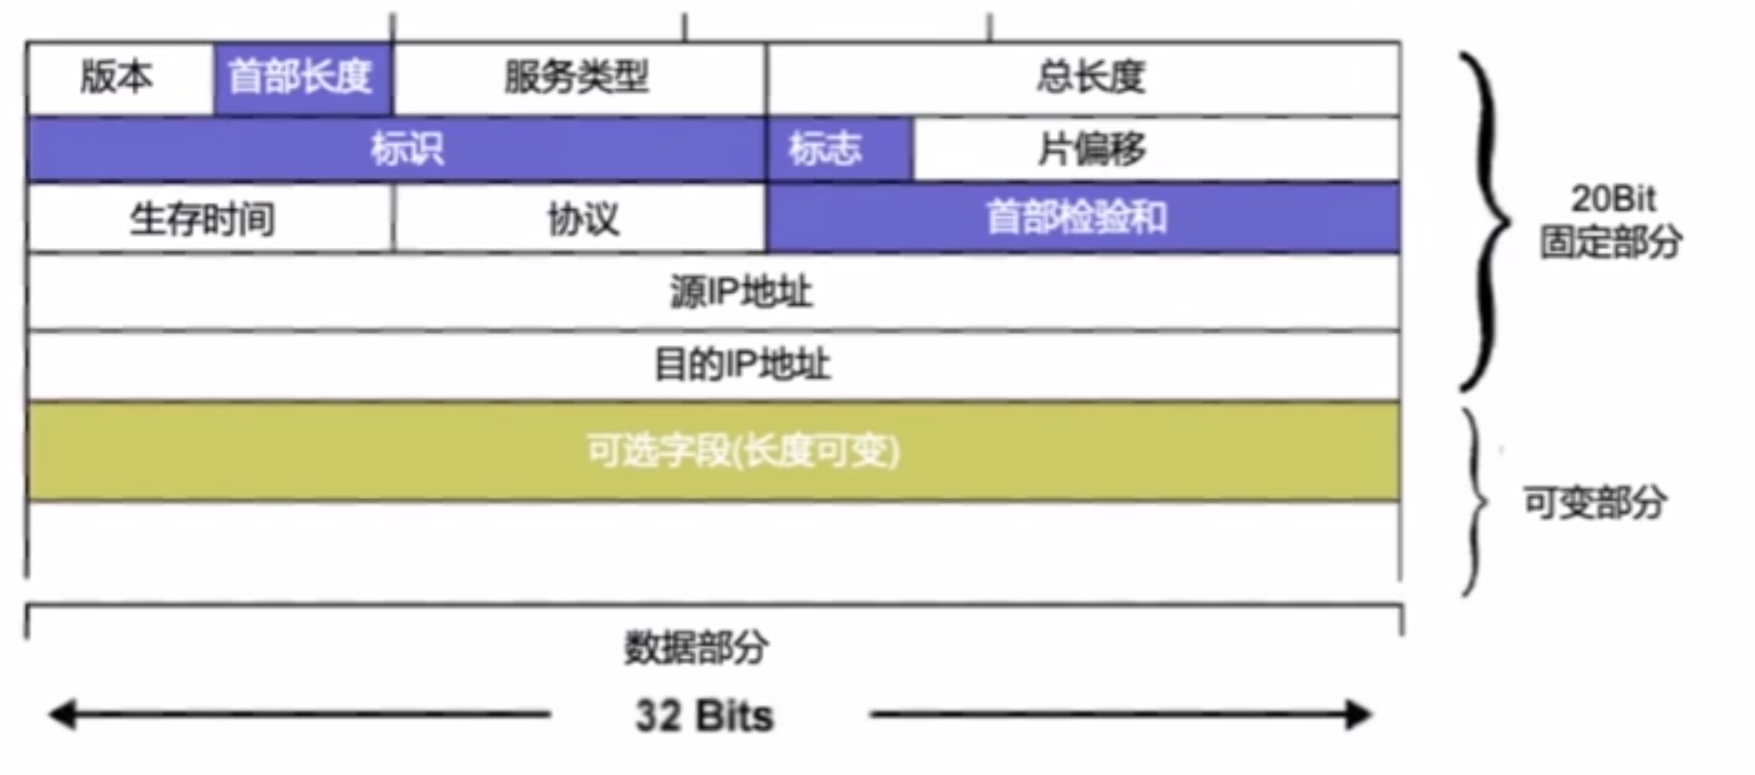 版本 首部长度 服务类型 总长度
标识 标志 片偏移
生存时间 协议 首部检验和
源IP地址
目的IP地址
20Bit
固定部分
可选字段(长度可变)
可变部分
数据部分
32 Bits